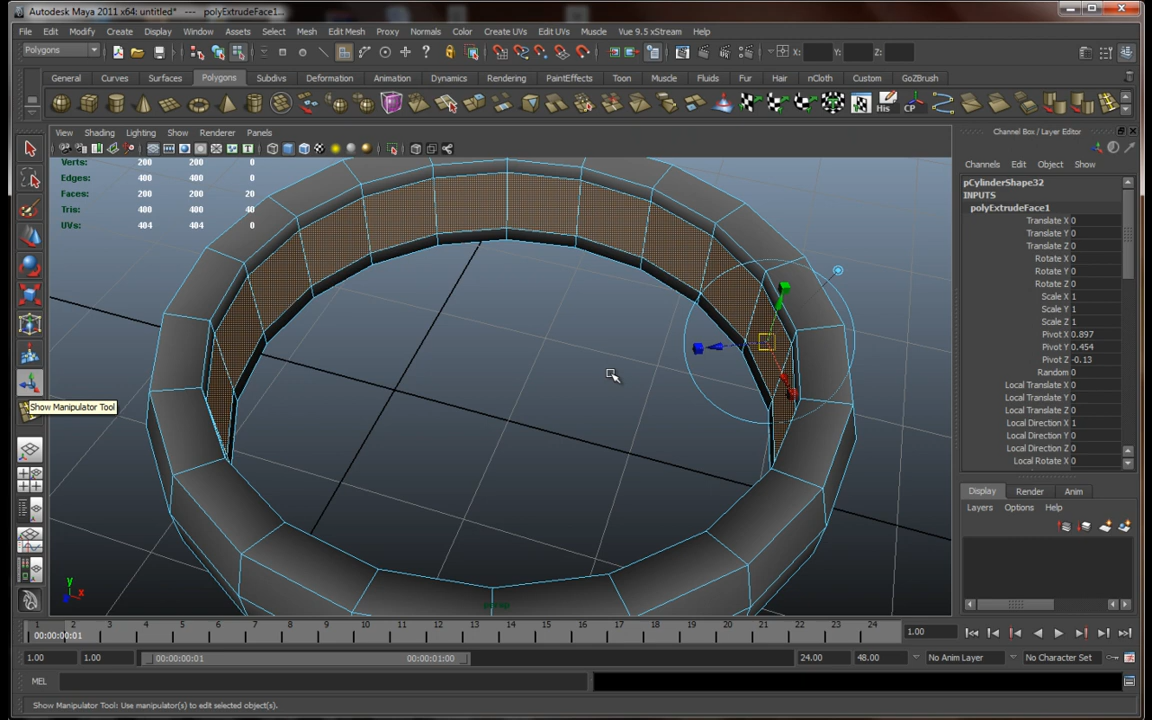 Autodesk Maya 2011 x64: untitled* --- polyExtrudeFace1...
File Edit Modify Create Display Window Assets Select Mesh Edit Mesh Proxy Normals Color Create UVs Edit UVs Muscle Vue 9.5 xStream Help
Polygons X: Y: Z:
General Curves Surfaces Polygons Subdivs Deformation Animation Dynamics Rendering PaintEffects Toon Muscle Fluids Fur Hair nCloth Custom GoZBrush
His CP
View Shading Lighting Show Renderer Panels
Verts: 200 200 0
Edges: 400 400 0
Faces: 200 200 20
Tris: 400 400 40
UVs: 404 404 0
Show Manipulator Tool
y
x
persp
Channel Box / Layer Editor
Channels Edit Object Show
pCylinderShape32
INPUTS
polyExtrudeFace1
Translate X 0
Translate Y 0
Translate Z 0
Rotate X 0
Rotate Y 0
Rotate Z 0
Scale X 1
Scale Y 1
Scale Z 1
Pivot X 0.897
Pivot Y 0.454
Pivot Z -0.13
Random 0
Local Translate X 0
Local Translate Y 0
Local Translate Z 0
Local Direction X 1
Local Direction Y 0
Local Direction Z 0
Local Rotate X 0
Display Render Anim
Layers Options Help
1 2 3 4 5 6 7 8 9 10 11 12 13 14 15 16 17 18 19 20 21 22 23 24
00:00:00:01
1.00
1.00 1.00 00:00:00:01 00:00:01:00 24.00 48.00 No Anim Layer No Character Set
MEL
Show Manipulator Tool: Use manipulator(s) to edit selected object(s).